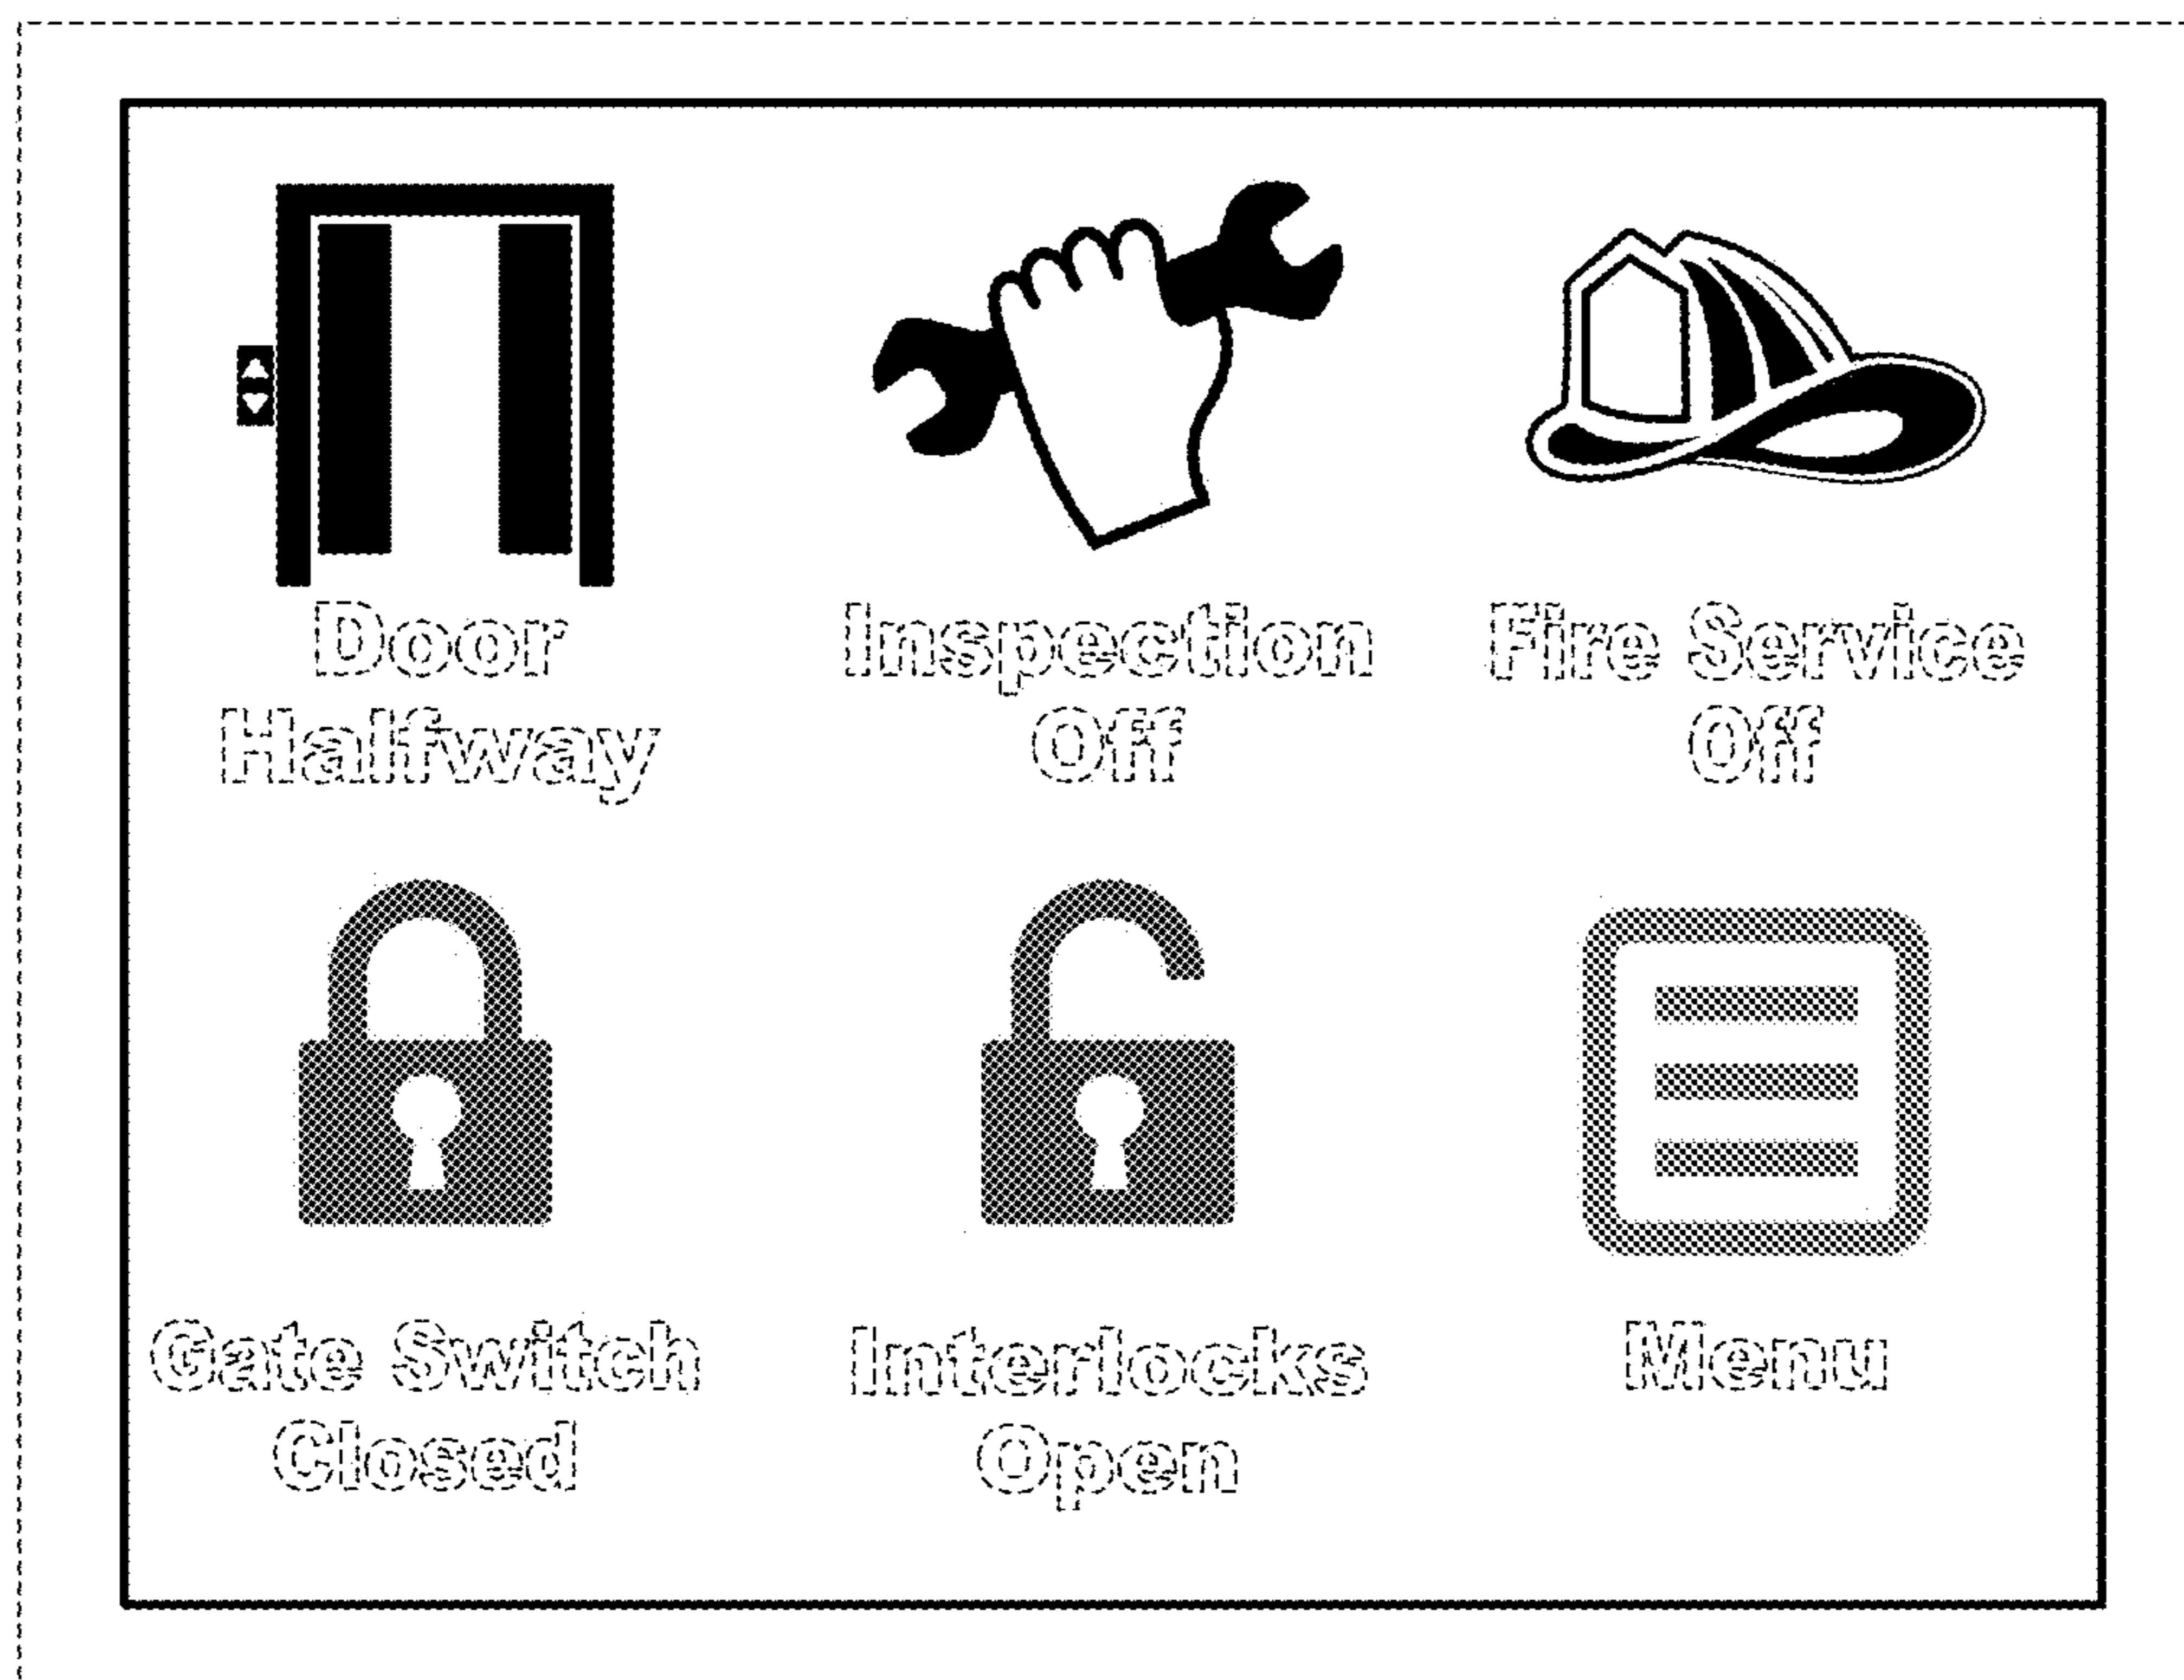 Door
Halfway
Inspection
Off
Fire Service
Off
Gate Switch
Closed
Interlocks
Open
Menu